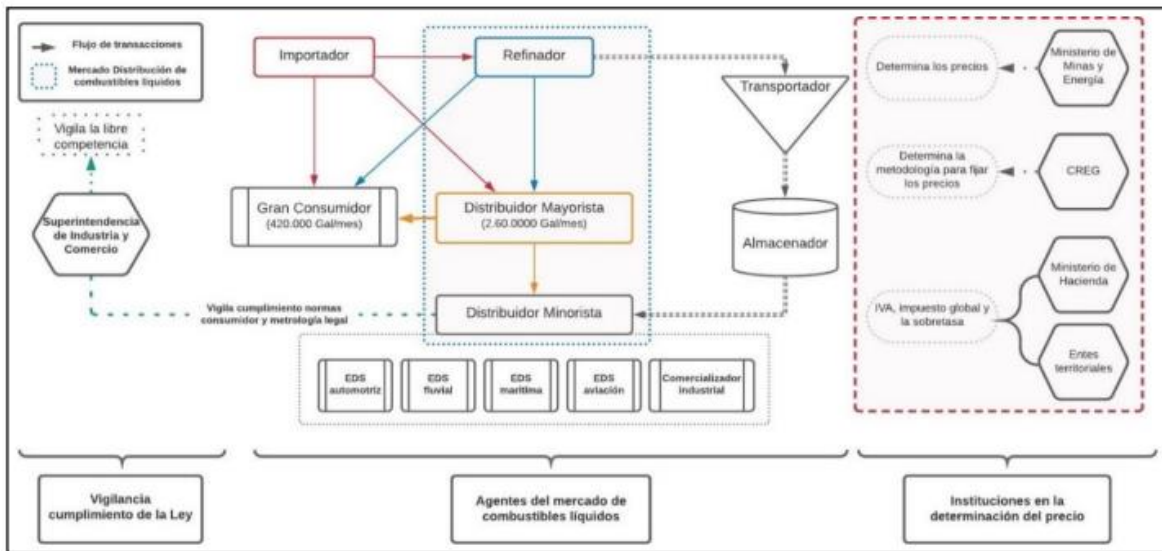 Flujo de transacciones
Mercado Distribución de
combustibles líquidos
Vigila la libre
competencia
Superintendencia
de Industria y
Comercio
Vigila cumplimiento normas
consumidor y metrología legal
Importador
Refinador
Gran Consumidor
(420.000 Gal/mes)
Distribuidor Mayorista
(2.60.0000 Gal/mes)
Distribuidor Minorista
Transportador
Almacenador
EDS
automotriz
EDS
fluvial
EDS
marítima
EDS
aviación
Comercializador
industrial
Determina los precios
Ministerio de
Minas y
Energía
Determina la
metodología para fijar
los precios
CREG
IVA, impuesto global y
la sobretasa
Ministerio de
Hacienda
Entes
territoriales
Vigilancia
cumplimiento de la Ley
Agentes del mercado de
combustibles líquidos
Instituciones en la
determinación del precio